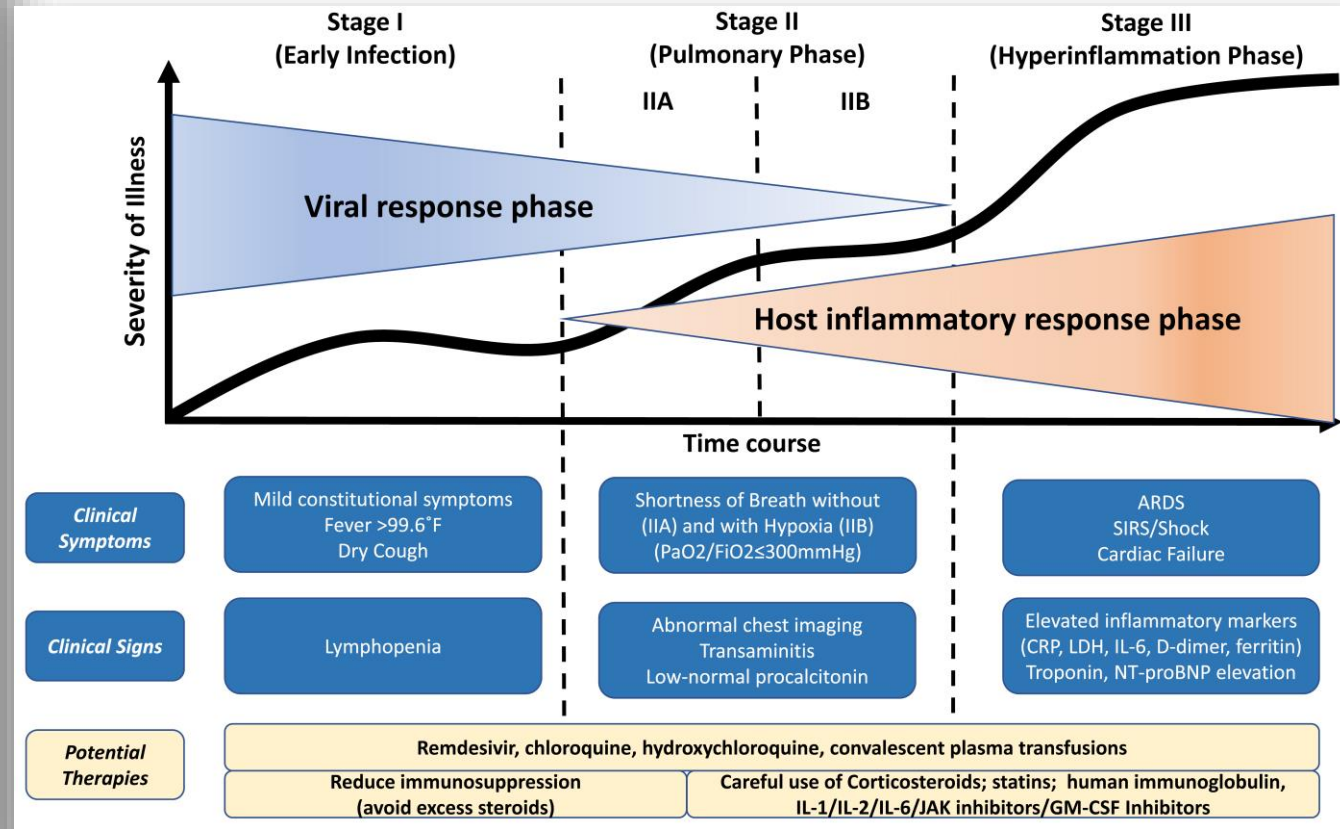 Stage I
(Early Infection)
Stage II
(Pulmonary Phase)
Stage III
(Hyperinflammation Phase)
IIA
IIB
Severity of Illness
Viral response phase
Host inflammatory response phase
Time course
Clinical
Symptoms
Mild constitutional symptoms
Fever >99.6˚F
Dry Cough
Shortness of Breath without
(IIA) and with Hypoxia (IIB)
(PaO2/FiO2≤300mmHg)
ARDS
SIRS/Shock
Cardiac Failure
Clinical Signs
Lymphopenia
Abnormal chest imaging
Transaminitis
Low-normal procalcitonin
Elevated inflammatory markers
(CRP, LDH, IL-6, D-dimer, ferritin)
Troponin, NT-proBNP elevation
Potential
Therapies
Remdesivir, chloroquine, hydroxychloroquine, convalescent plasma transfusions
Reduce immunosuppression
(avoid excess steroids)
Careful use of Corticosteroids; statins; human immunoglobulin,
IL-1/IL-2/IL-6/JAK inhibitors/GM-CSF Inhibitors